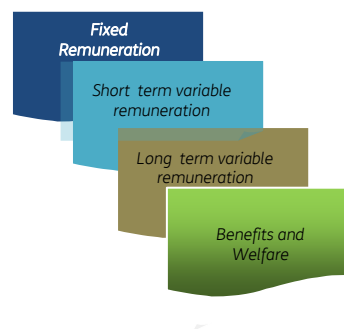 Fixed
Remuneration
Short term variable
remuneration
Long term variable
remuneration
Benefits and
Welfare